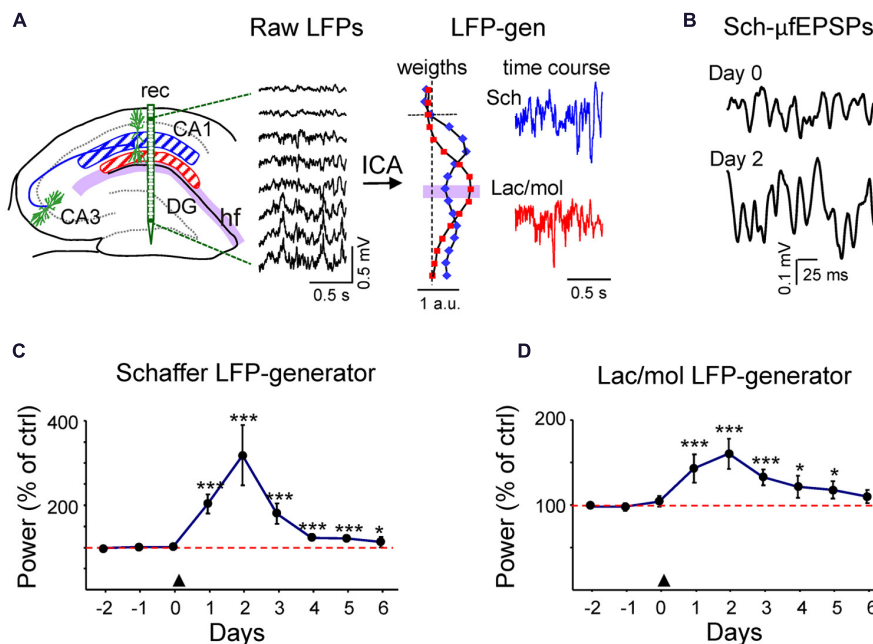 A
Raw LFPs
LFP-gen
rec
CA1
CA3
DG
hf
0.5 mV
0.5 s
ICA
weigths
time course
Sch
Lac/mol
1 a.u.
0.5 s
B
Sch-µfEPSPs
Day 0
Day 2
0.1 mV
25 ms
C
Schaffer LFP-generator
Power (% of ctrl)
400
200
*** *** *** *** *** *
▲
-2 -1 0 1 2 3 4 5 6
Days
D
Lac/mol LFP-generator
Power (% of ctrl)
200
100
*** *** *** * *
▲
-2 -1 0 1 2 3 4 5 6
Days